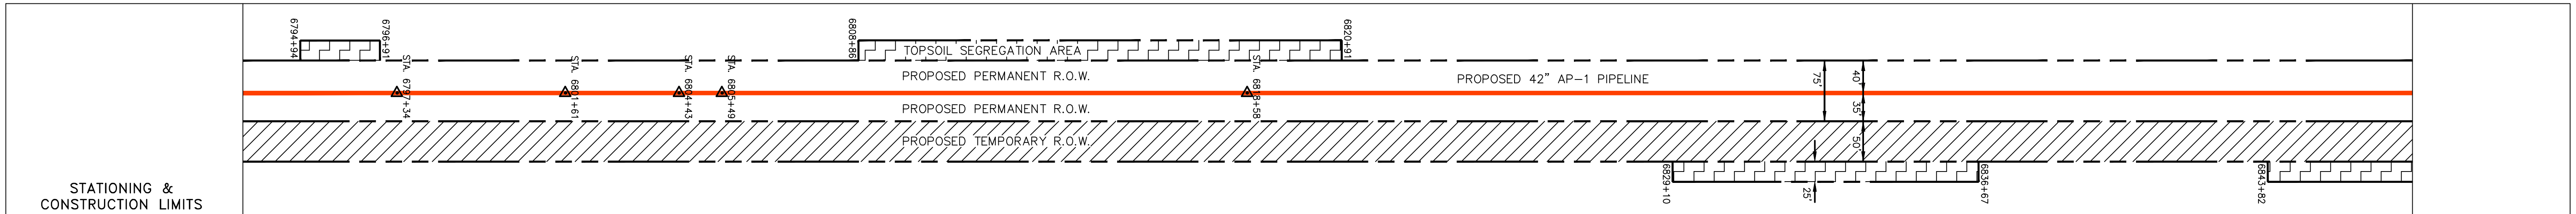 6794+94
6796+91
STA. 6797+34
STA. 6801+61
STA. 6804+43
STA. 6805+49
6808+86
TOPSOIL SEGREGATION AREA
6820+91
PROPOSED PERMANENT R.O.W.
STA. 6818+58
PROPOSED 42" AP-1 PIPELINE
75'
40'
35'
PROPOSED PERMANENT R.O.W.
PROPOSED TEMPORARY R.O.W.
50'
6829+10
25'
6836+67
6843+82
STATIONING &
CONSTRUCTION LIMITS